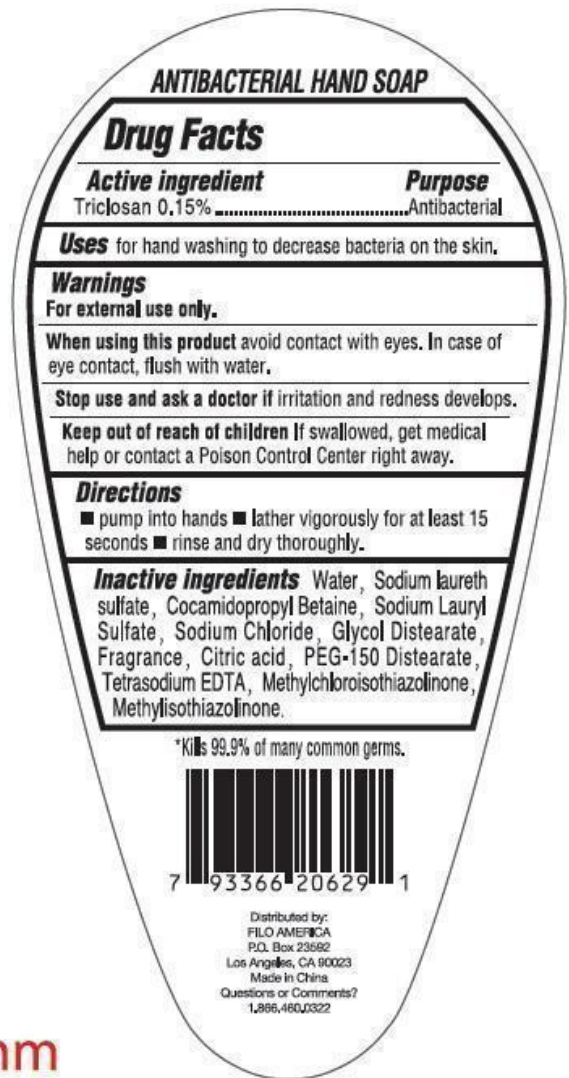 ANTIBACTERIAL HAND SOAP
Drug Facts
Active ingredient Purpose
Triclosan 0.15% ......................................Antibacterial
Uses for hand washing to decrease bacteria on the skin.
Warnings
For external use only.
When using this product avoid contact with eyes. In case of
eye contact, flush with water.
Stop use and ask a doctor if irritation and redness develops.
Keep out of reach of children If swallowed, get medical
help or contact a Poison Control Center right away.
Directions
■ pump into hands ■ lather vigorously for at least 15
seconds ■ rinse and dry thoroughly.
Inactive ingredients Water, Sodium laureth
sulfate, Cocamidopropyl Betaine, Sodium Lauryl
Sulfate, Sodium Chloride, Glycol Distearate,
Fragrance, Citric acid, PEG-150 Distearate,
Tetrasodium EDTA, Methylchloroisothiazolinone,
Methylisothiazolinone.
*Kills 99.9% of many common germs.
7 93366 20629 1
Distributed by:
FILO AMERICA
P.O. Box 23592
Los Angeles, CA 90023
Made in China
Questions or Comments?
1.866.460.0322